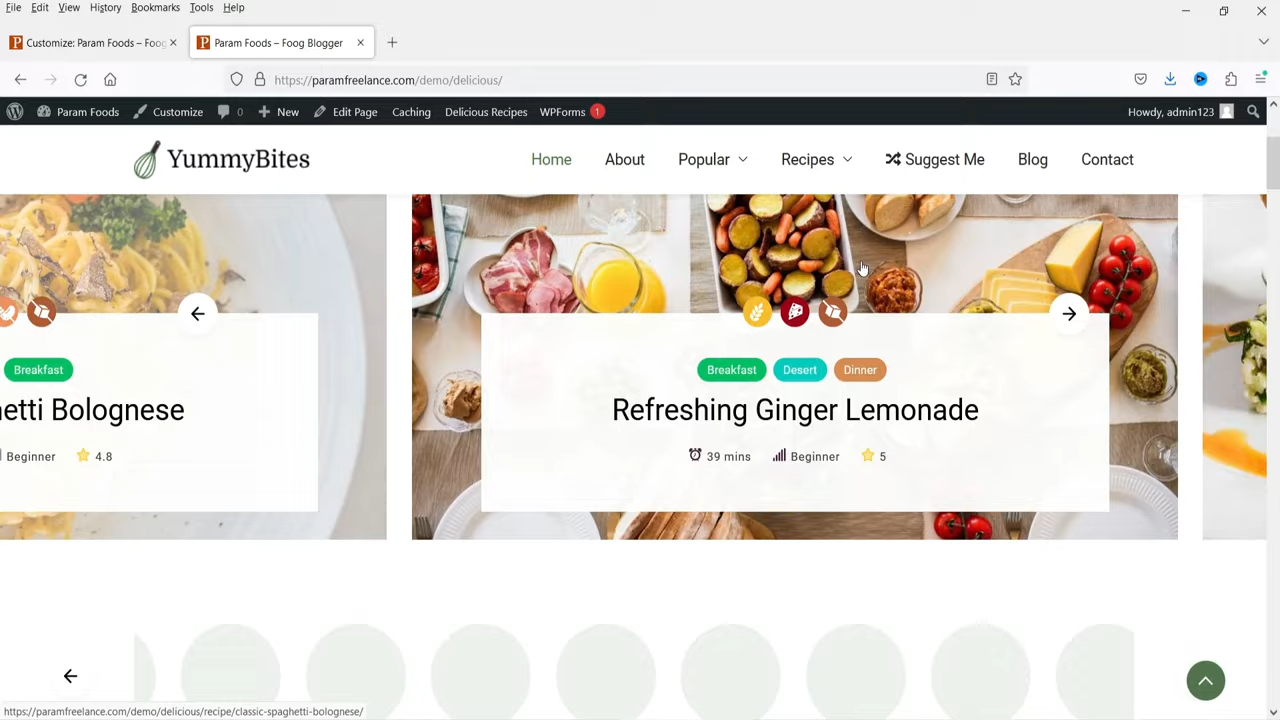 File Edit View History Bookmarks Tools Help
Customize: Param Foods – Foog
Param Foods – Foog Blogger
https://paramfreelance.com/demo/delicious/
Param Foods Customize 0 New Edit Page Caching Delicious Recipes WPForms 1 Howdy, admin123
YummyBites
Home About Popular Recipes Suggest Me Blog Contact
Breakfast
Breakfast Desert Dinner
etti Bolognese
Refreshing Ginger Lemonade
Beginner 4.8
39 mins Beginner 5
https://paramfreelance.com/demo/delicious/recipe/classic-spaghetti-bolognese/